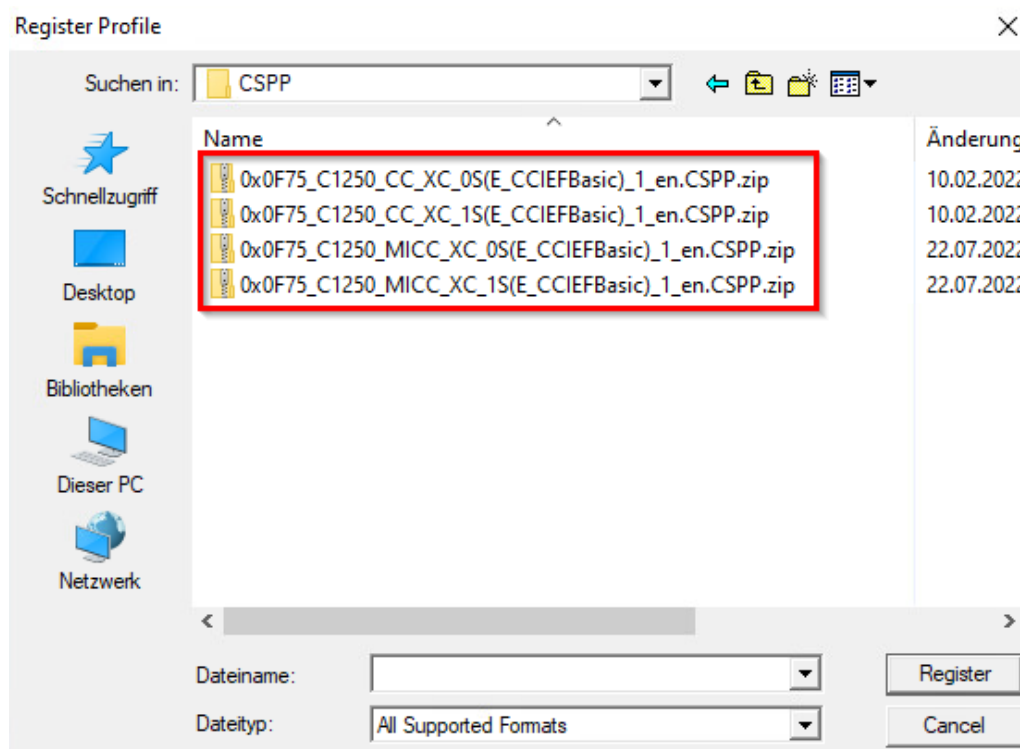 Register Profile
Suchen in: CSPP
Name Änderung
0x0F75_C1250_CC_XC_0S(E_CCIEFBasic)_1_en.CSPP.zip 10.02.2022
0x0F75_C1250_CC_XC_1S(E_CCIEFBasic)_1_en.CSPP.zip 10.02.2022
0x0F75_C1250_MICC_XC_0S(E_CCIEFBasic)_1_en.CSPP.zip 22.07.2022
0x0F75_C1250_MICC_XC_1S(E_CCIEFBasic)_1_en.CSPP.zip 22.07.2022
Schnellzugriff
Desktop
Bibliotheken
Dieser PC
Netzwerk
Dateiname: Register
Dateityp: All Supported Formats Cancel